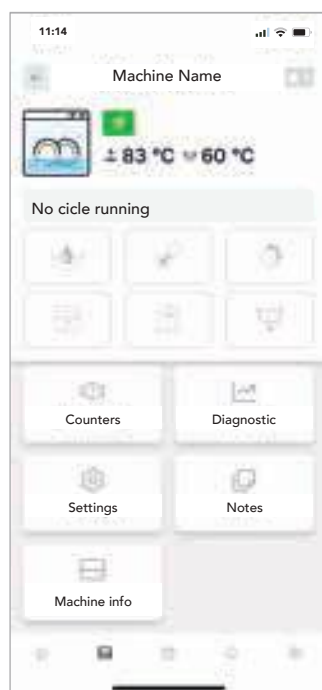 11:14
Machine Name
83 °C 60 °C
No cicle running
Counters
Diagnostic
Settings
Notes
Machine info